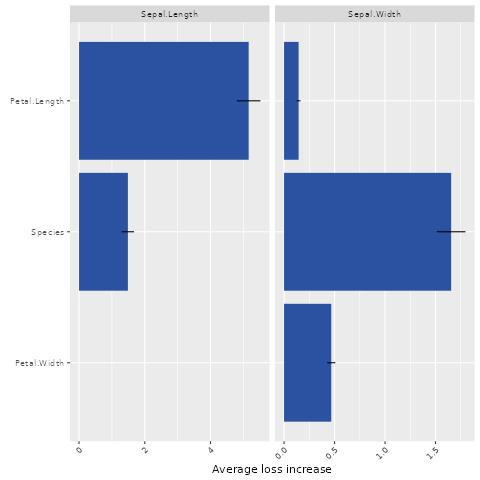 Sepal.Length Sepal.Width
Petal.Length
Species
Petal.Width
0 2 4 0.0 0.5 1.0 1.5
Average loss increase